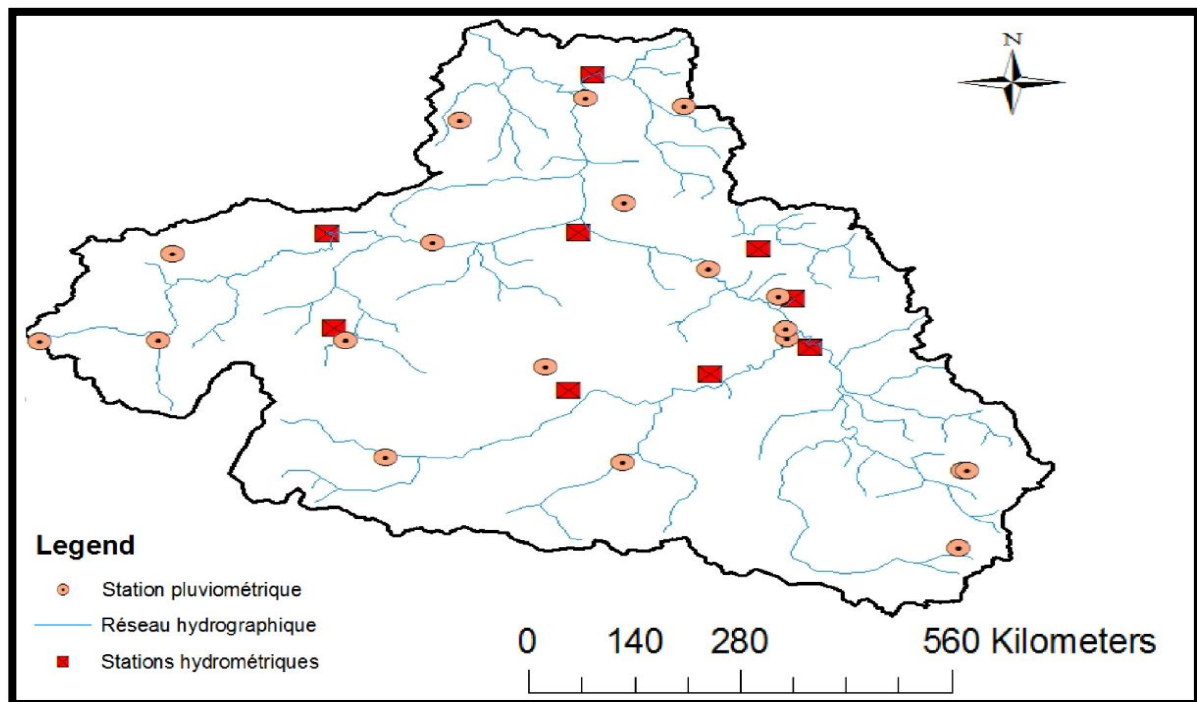 N
Legend
Station pluviométrique
Réseau hydrographique
Stations hydrométriques
0 140 280 560 Kilometers